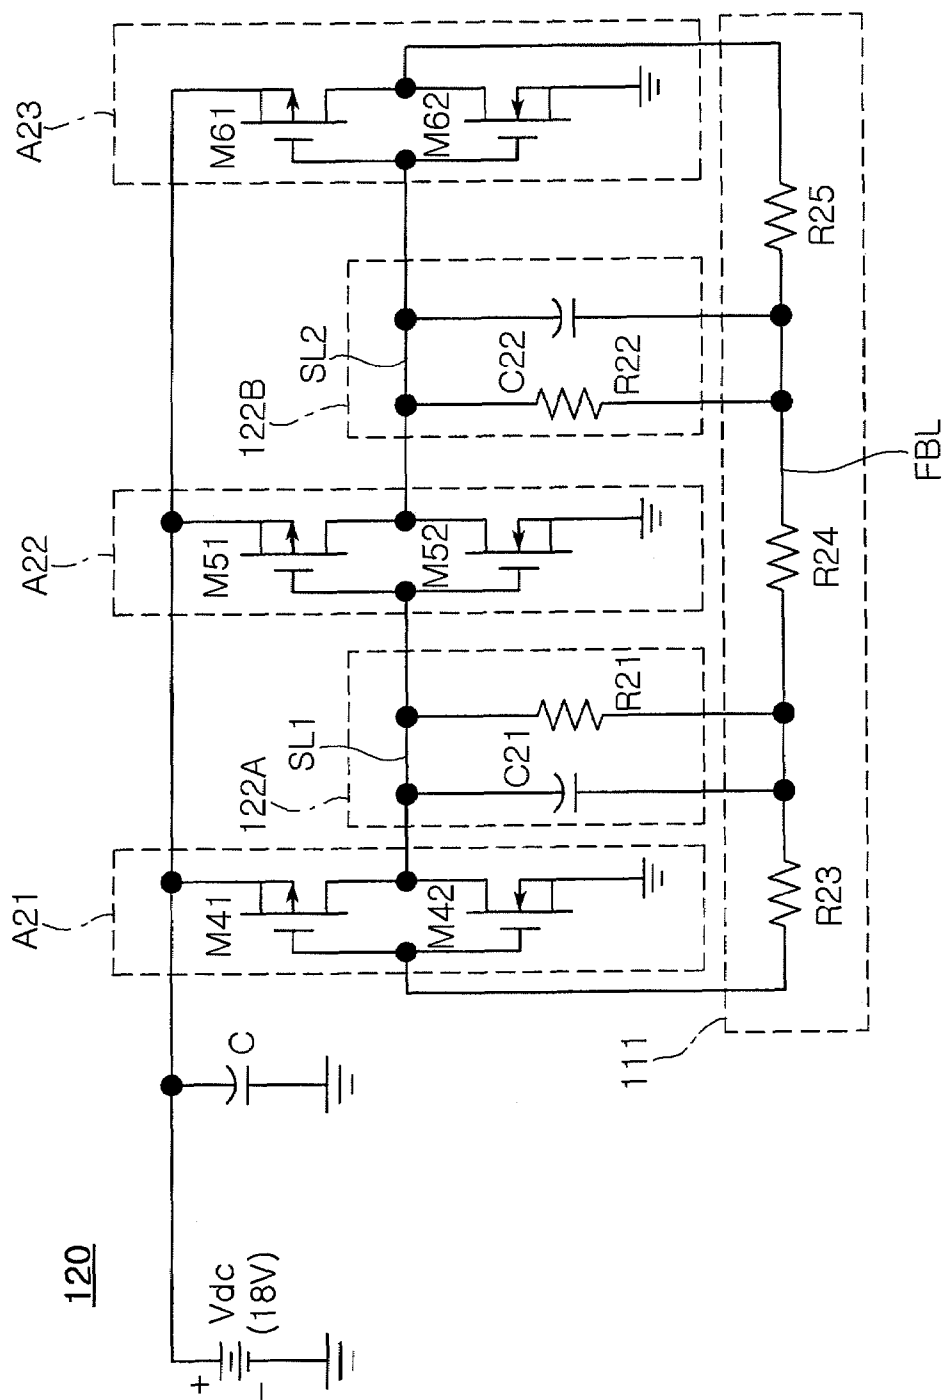 120
Vdc
(18V)
+
-
C
A21
A22
A23
M41
M42
M51
M52
M61
M62
122A
SL1
C21
R21
122B
SL2
C22
R22
111
R23
R24
R25
FBL